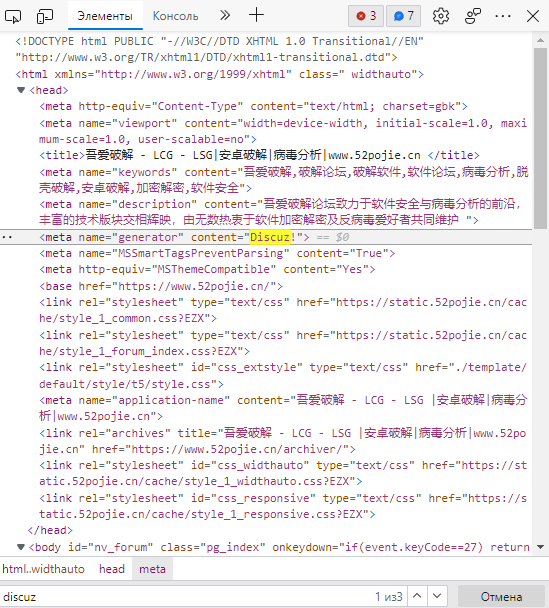 Элементы Консоль 3 7
<!DOCTYPE html PUBLIC "-//W3C//DTD XHTML 1.0 Transitional//EN"
"http://www.w3.org/TR/xhtml1/DTD/xhtml1-transitional.dtd">
<html xmlns="http://www.w3.org/1999/xhtml" class=" widthauto">
<head>
<meta http-equiv="Content-Type" content="text/html; charset=gbk">
<meta name="viewport" content="width=device-width, initial-scale=1.0, maxi
mum-scale=1.0, user-scalable=no">
<title>吾爱破解 - LCG - LSG|安卓破解|病毒分析|www.52pojie.cn </title>
<meta name="keywords" content="吾爱破解,破解论坛,破解软件,软件论坛,病毒分析,脱
壳破解,安卓破解,加密解密,软件安全">
<meta name="description" content="吾爱破解论坛致力于软件安全与病毒分析的前沿，
丰富的技术版块交相辉映，由无数热衷于软件加密解密及反病毒爱好者共同维护 ">
<meta name="generator" content="Discuz!"> == $0
<meta name="MSSmartTagsPreventParsing" content="True">
<meta http-equiv="MSThemeCompatible" content="Yes">
<base href="https://www.52pojie.cn/">
<link rel="stylesheet" type="text/css" href="https://static.52pojie.cn/cac
he/style_1_common.css?EZX">
<link rel="stylesheet" type="text/css" href="https://static.52pojie.cn/cac
he/style_1_forum_index.css?EZX">
<link rel="stylesheet" id="css_extstyle" type="text/css" href="./template/
default/style/t5/style.css">
<meta name="application-name" content="吾爱破解 - LCG - LSG |安卓破解|病毒分
析|www.52pojie.cn">
<link rel="archives" title="吾爱破解 - LCG - LSG |安卓破解|病毒分析|www.52po
jie.cn" href="https://www.52pojie.cn/archiver/">
<link rel="stylesheet" id="css_widthauto" type="text/css" href="https://st
atic.52pojie.cn/cache/style_1_widthauto.css?EZX">
<link rel="stylesheet" id="css_responsive" type="text/css" href="https://s
tatic.52pojie.cn/cache/style_1_responsive.css?EZX">
</head>
<body id="nv_forum" class="pg_index" onkeydown="if(event.keyCode==27) return
html..widthauto head meta
discuz 1 из3 Отмена